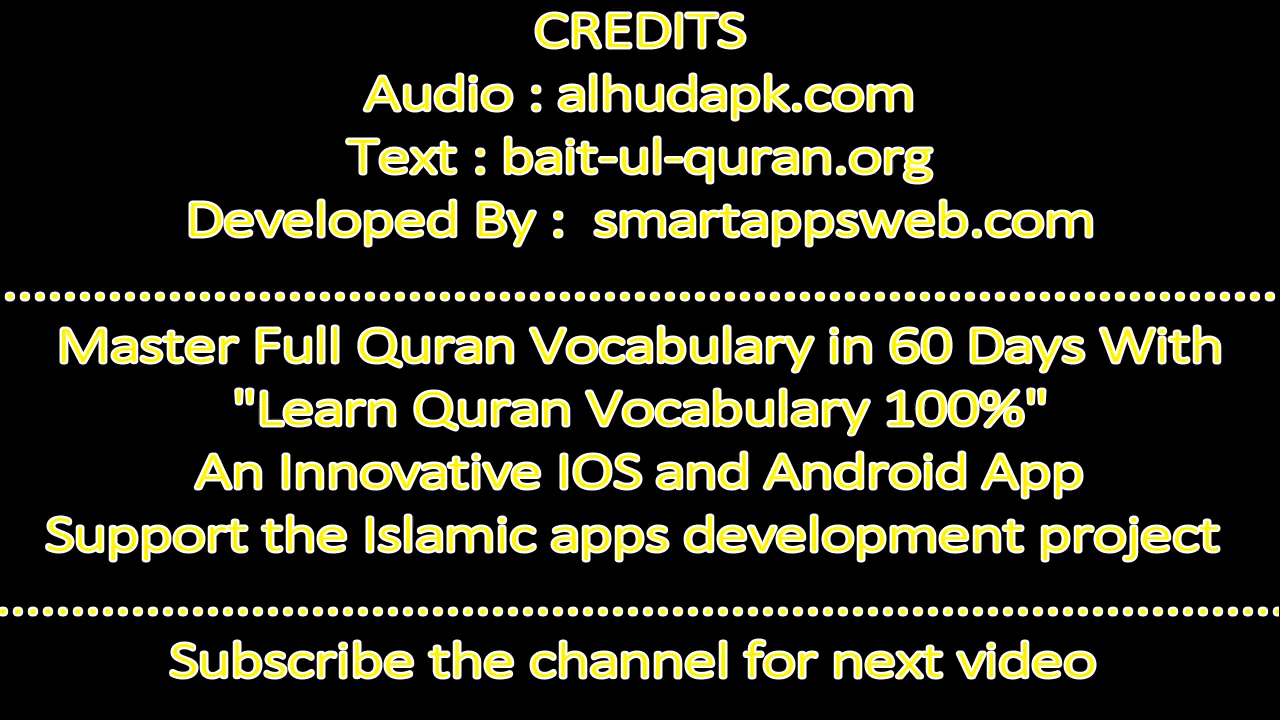 CREDITS
Audio : alhudapk.com
Text : bait-ul-quran.org
Developed By :  smartappsweb.com
Master Full Quran Vocabulary in 60 Days With
"Learn Quran Vocabulary 100%"
An Innovative IOS and Android App
Support the Islamic apps development project
Subscribe the channel for next video